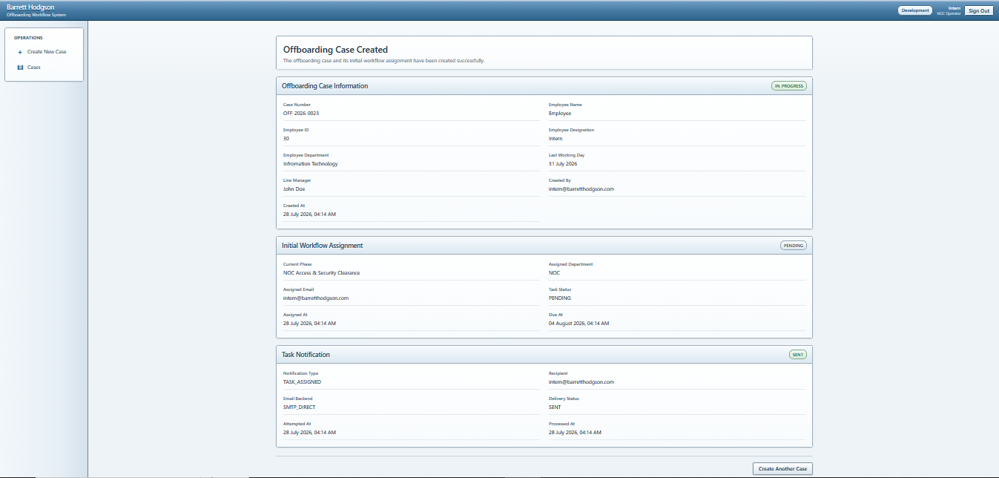 Barrett Hodgson
Offboarding Workflow System
Development
Intern
NOC Operator
Sign Out
OPERATIONS
+ Create New Case
Cases
Offboarding Case Created
The offboarding case and its initial workflow assignment have been created successfully.
Offboarding Case Information
IN_PROGRESS
Case Number
OFF-2026-0023
Employee Name
Employee
Employee ID
30
Employee Designation
Intern
Employee Department
Infromation Technology
Last Working Day
31 July 2026
Line Manager
John Doe
Created By
intern@barretthodgson.com
Created At
28 July 2026, 04:14 AM
Initial Workflow Assignment
PENDING
Current Phase
NOC Access & Security Clearance
Assigned Department
NOC
Assigned Email
intern@barretthodgson.com
Task Status
PENDING
Assigned At
28 July 2026, 04:14 AM
Due At
04 August 2026, 04:14 AM
Task Notification
SENT
Notification Type
TASK_ASSIGNED
Recipient
intern@barretthodgson.com
Email Backend
SMTP_DIRECT
Delivery Status
SENT
Attempted At
28 July 2026, 04:14 AM
Processed At
28 July 2026, 04:14 AM
Create Another Case